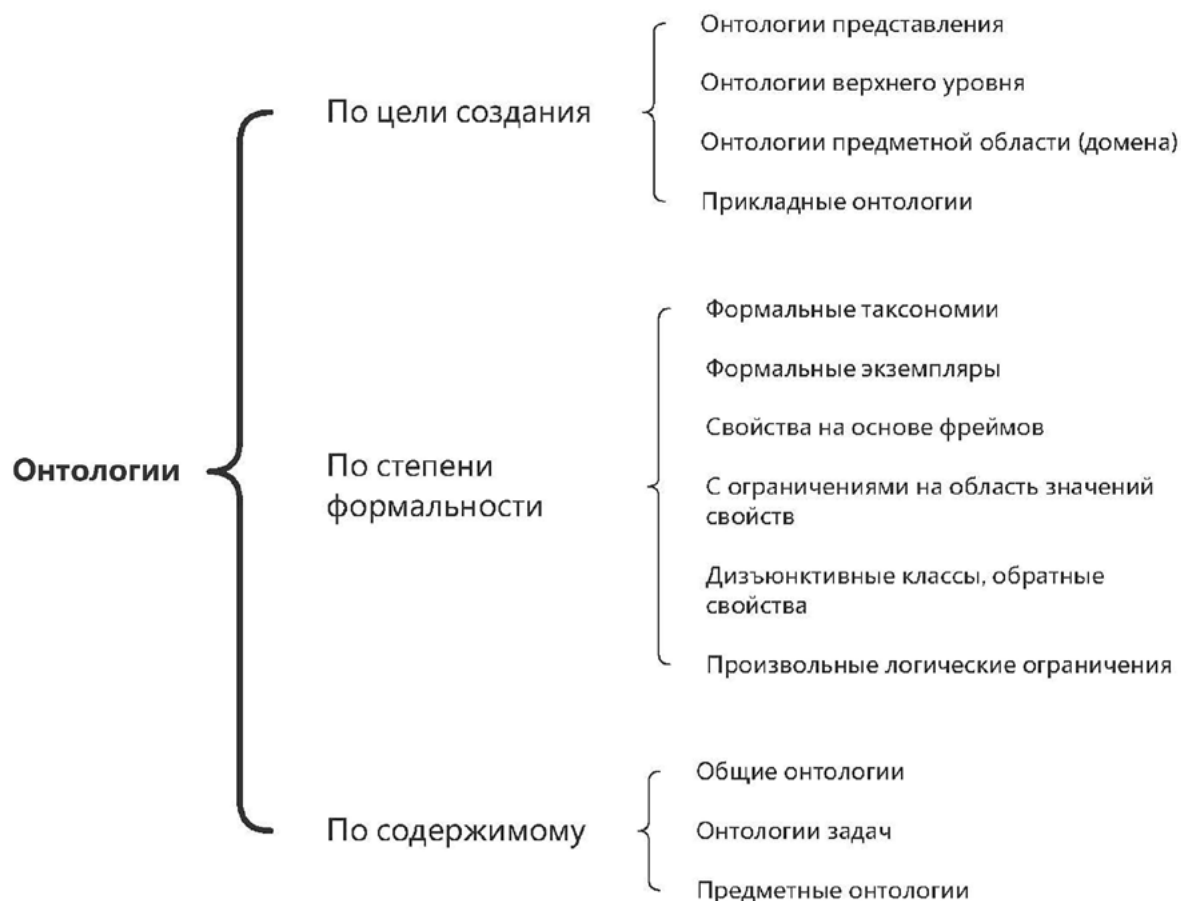 Онтологии
По цели создания
Онтологии представления
Онтологии верхнего уровня
Онтологии предметной области (домена)
Прикладные онтологии
По степени
формальности
Формальные таксономии
Формальные экземпляры
Свойства на основе фреймов
С ограничениями на область значений
свойств
Дизъюнктивные классы, обратные
свойства
Произвольные логические ограничения
По содержимому
Общие онтологии
Онтологии задач
Предметные онтологии